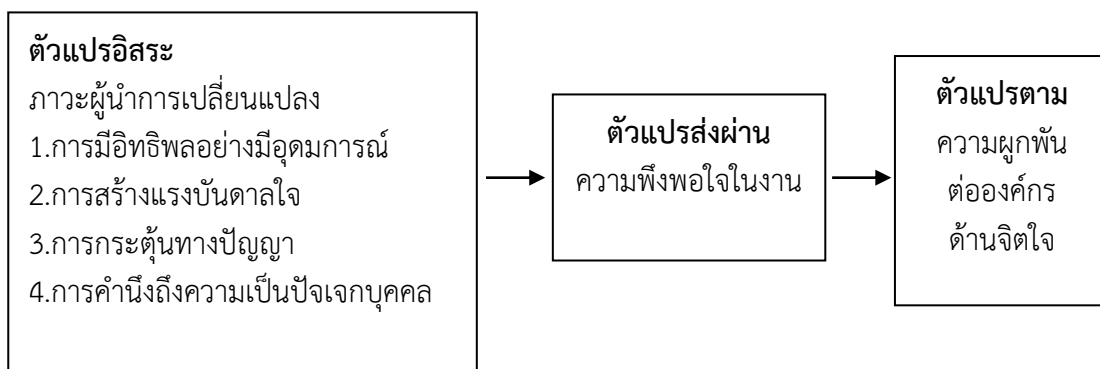 ตัวแปรอิสระ
ภาวะผู้นำการเปลี่ยนแปลง
1.การมีอิทธิพลอย่างมีอุดมการณ์
2.การสร้างแรงบันดาลใจ
3.การกระตุ้นทางปัญญา
4.การคำนึงถึงความเป็นปัจเจกบุคคล
ตัวแปรส่งผ่าน
ความพึงพอใจในงาน
ตัวแปรตาม
ความผูกพัน
ต่อองค์กร
ด้านจิตใจ